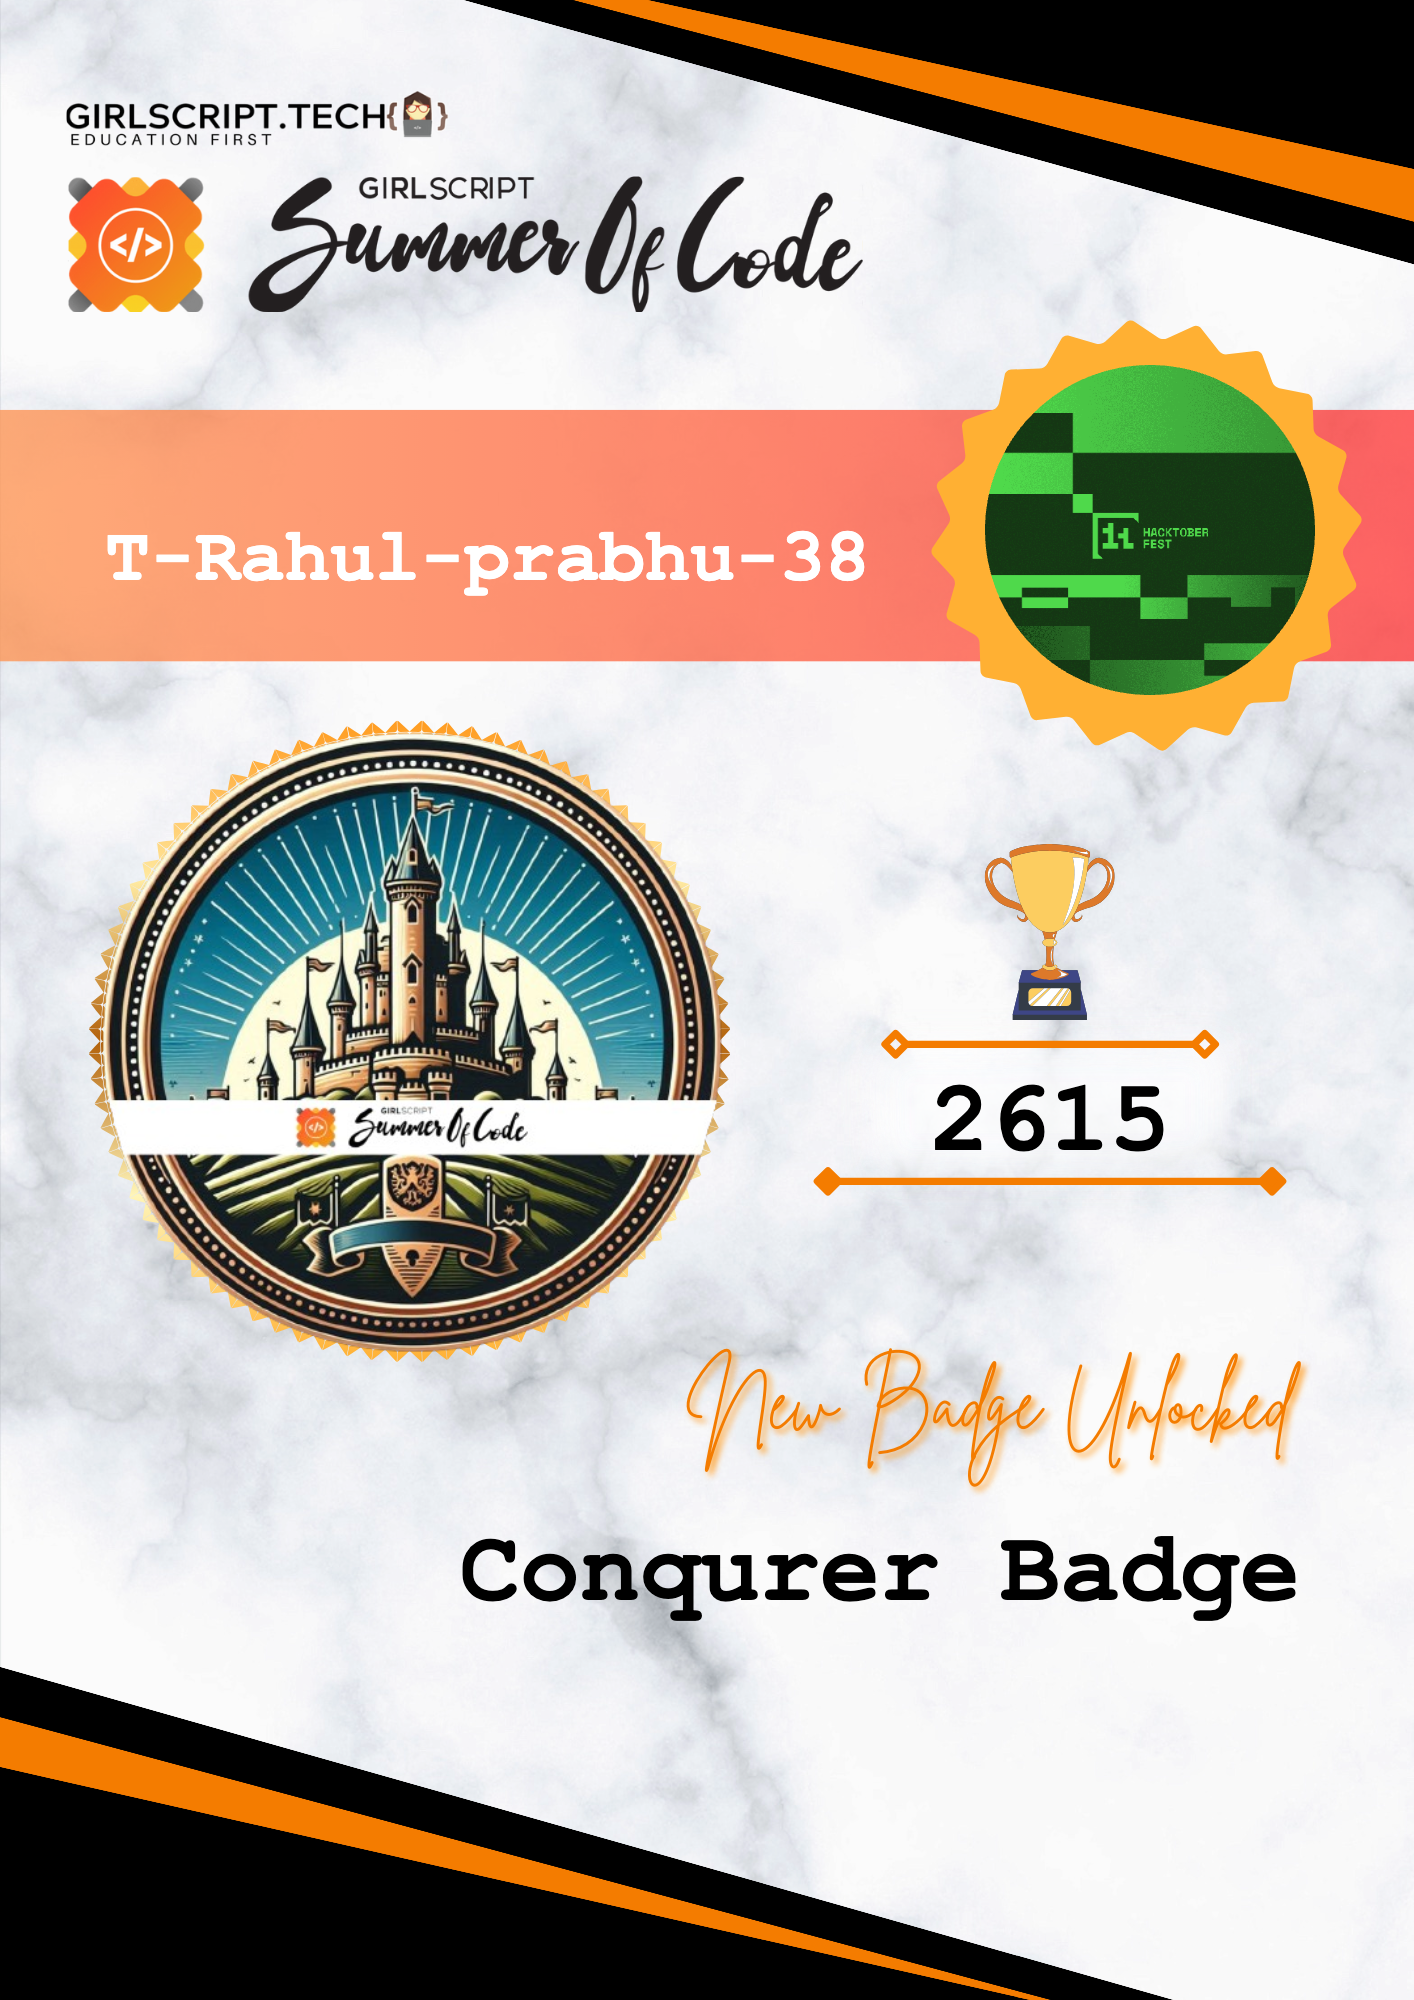 GIRLSCRIPT.TECH{ }
EDUCATION FIRST
</>
GIRLSCRIPT
Summer Of Code
T-Rahul-prabhu-38
HACKTOBER
FEST
2615
</>
GIRLSCRIPT
Summer Of Code
New Badge Unlocked
Conqurer Badge